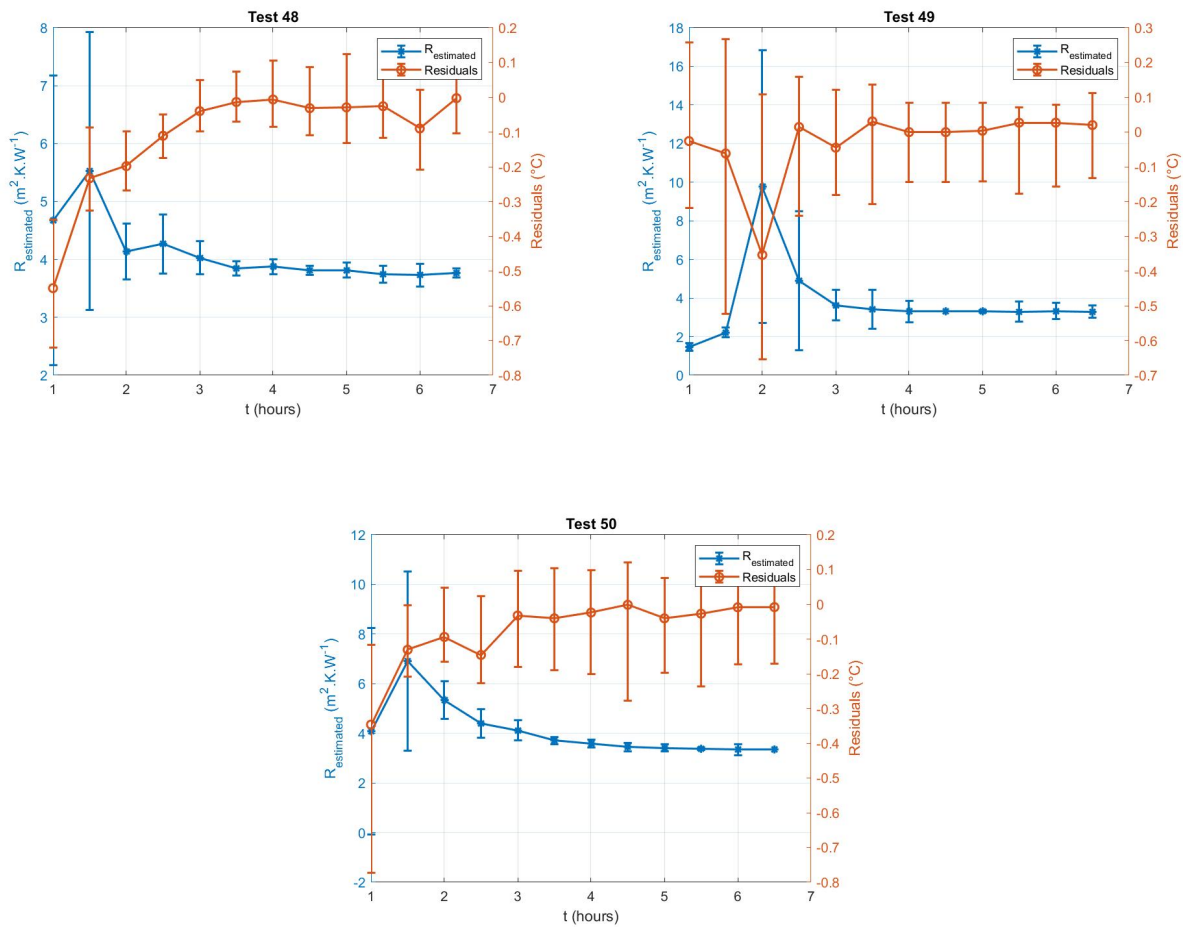 Test 48
8
7
6
5
4
3
2
R_estimated (m².K.W⁻¹)
0.2
0.1
0
-0.1
-0.2
-0.3
-0.4
-0.5
-0.6
-0.7
-0.8
Residuals (°C)
R_estimated
Residuals
1 2 3 4 5 6 7
t (hours)
Test 49
18
16
14
12
10
8
6
4
2
0
R_estimated (m².K.W⁻¹)
0.3
0.2
0.1
0
-0.1
-0.2
-0.3
-0.4
-0.5
-0.6
-0.7
Residuals (°C)
R_estimated
Residuals
1 2 3 4 5 6 7
t (hours)
Test 50
12
10
8
6
4
2
0
-2
R_estimated (m².K.W⁻¹)
0.2
0.1
0
-0.1
-0.2
-0.3
-0.4
-0.5
-0.6
-0.7
-0.8
Residuals (°C)
R_estimated
Residuals
1 2 3 4 5 6 7
t (hours)